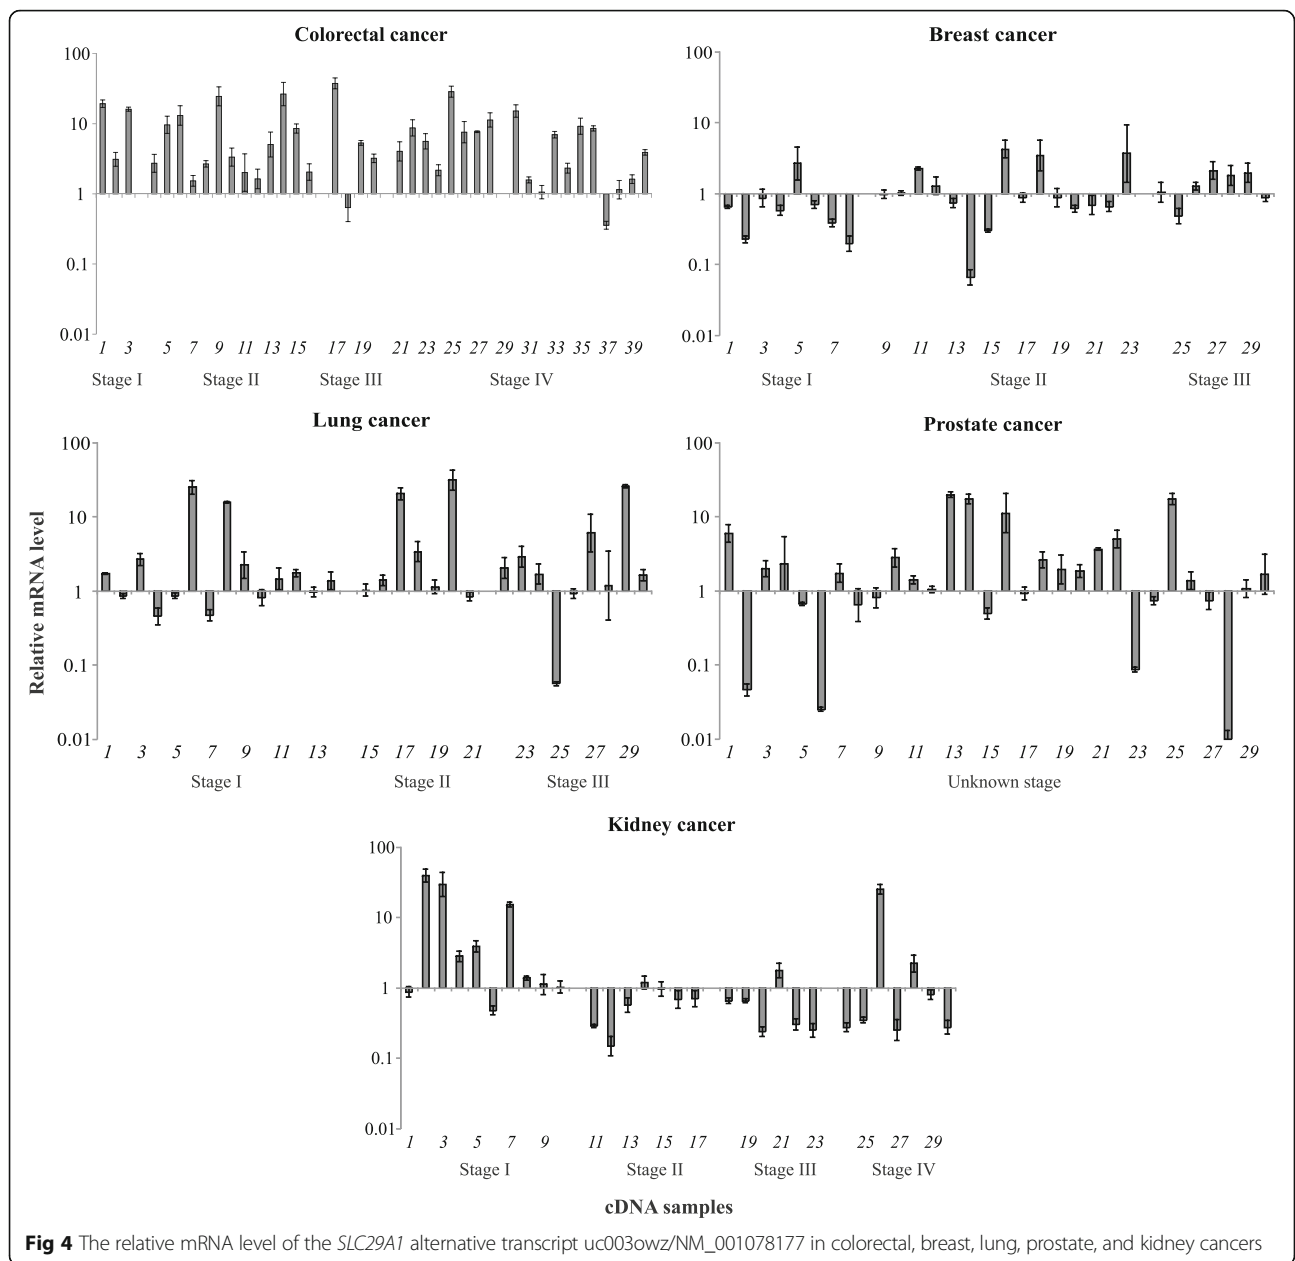 Colorectal cancer
100
10
1
0.1
0.01
1 3 5 7 9 11 13 15 17 19 21 23 25 27 29 31 33 35 37 39
Stage I Stage II Stage III Stage IV
Breast cancer
100
10
1
0.1
0.01
1 3 5 7 9 11 13 15 17 19 21 23 25 27 29
Stage I Stage II Stage III
Relative mRNA level
Lung cancer
100
10
1
0.1
0.01
1 3 5 7 9 11 13 15 17 19 21 23 25 27 29
Stage I Stage II Stage III
Prostate cancer
100
10
1
0.1
0.01
1 3 5 7 9 11 13 15 17 19 21 23 25 27 29
Unknown stage
Kidney cancer
100
10
1
0.1
0.01
1 3 5 7 9 11 13 15 17 19 21 23 25 27 29
Stage I Stage II Stage III Stage IV
cDNA samples
Fig 4 The relative mRNA level of the SLC29A1 alternative transcript uc003owz/NM_001078177 in colorectal, breast, lung, prostate, and kidney cancers